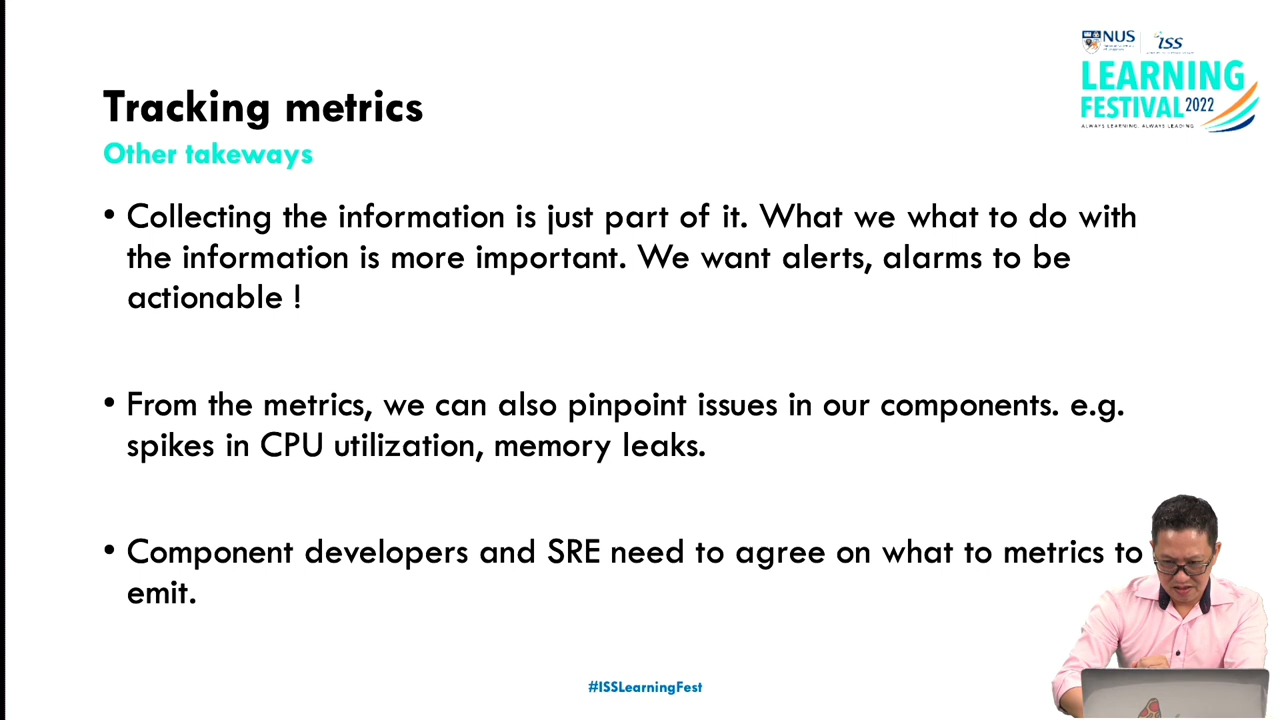 NUS
iss
LEARNING
FESTIVAL 2022
ALWAYS LEARNING, ALWAYS LEADING
Tracking metrics
Other takeways
• Collecting the information is just part of it. What we what to do with
the information is more important. We want alerts, alarms to be
actionable !
• From the metrics, we can also pinpoint issues in our components. e.g.
spikes in CPU utilization, memory leaks.
• Component developers and SRE need to agree on what to metrics to
emit.
#ISSLearningFest